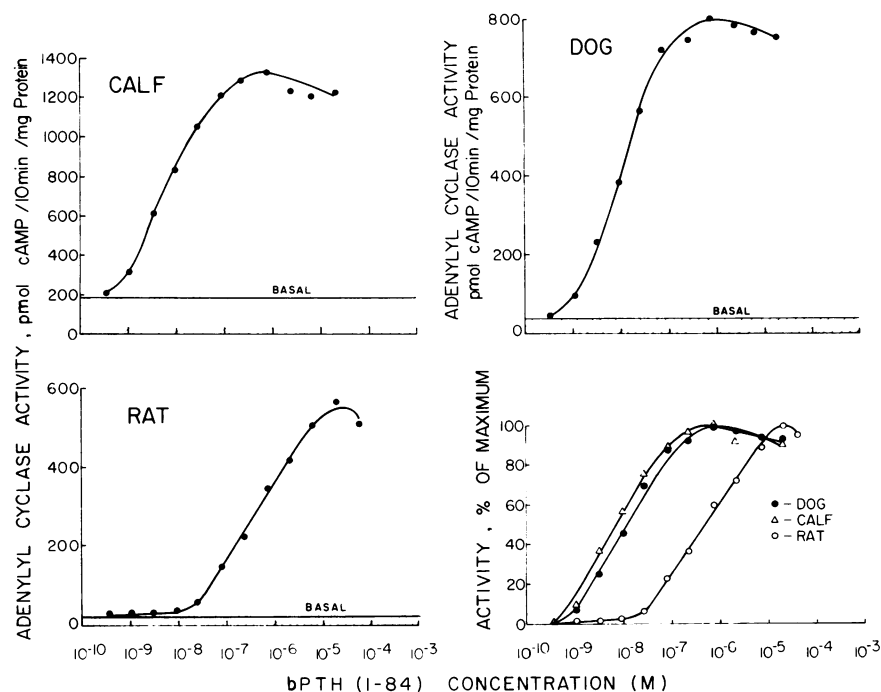 CALF
1400
1200
1000
800
600
400
200
0
BASAL
DOG
ADENYLYL CYCLASE ACTIVITY
pmol cAMP/10min/mg Protein
800
600
400
200
0
BASAL
ADENYLYL CYCLASE ACTIVITY, pmol cAMP/10min/mg Protein
RAT
600
400
200
0
BASAL
10⁻¹⁰ 10⁻⁹ 10⁻⁸ 10⁻⁷ 10⁻⁶ 10⁻⁵ 10⁻⁴ 10⁻³
ACTIVITY, % OF MAXIMUM
100
80
60
40
20
0
●-DOG
△-CALF
○-RAT
10⁻¹⁰ 10⁻⁹ 10⁻⁸ 10⁻⁷ 10⁻⁶ 10⁻⁵ 10⁻⁴ 10⁻³
bPTH (1-84) CONCENTRATION (M)